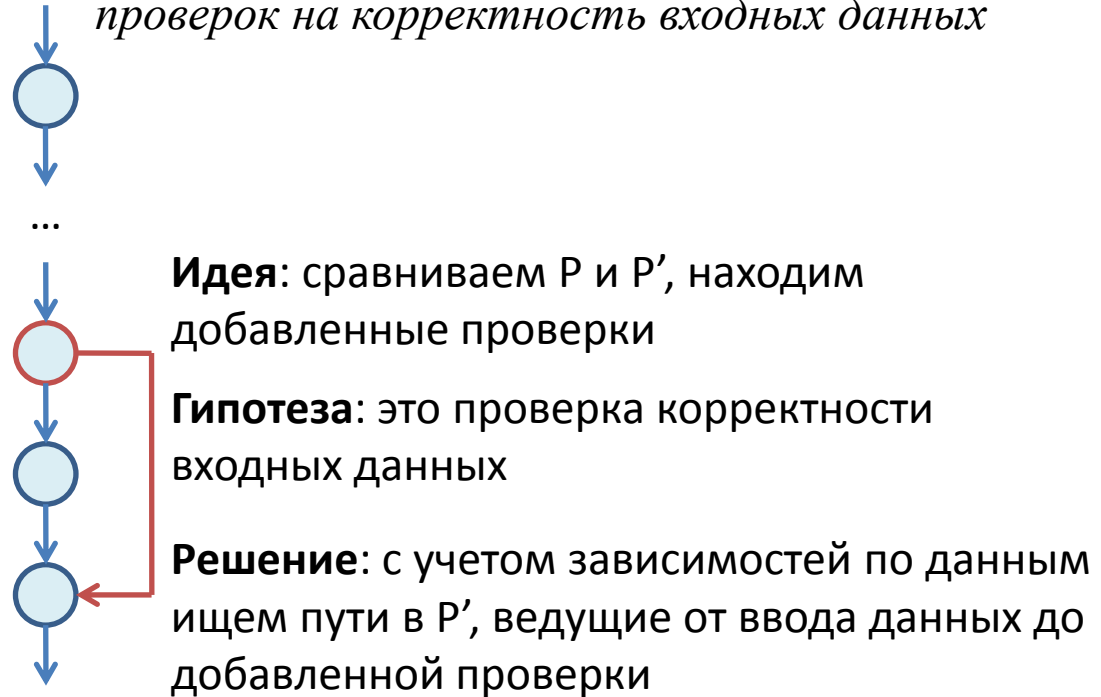 проверок на корректность входных данных
...
Идея: сравниваем P и P’, находим
добавленные проверки
Гипотеза: это проверка корректности
входных данных
Решение: с учетом зависимостей по данным
ищем пути в P’, ведущие от ввода данных до
добавленной проверки